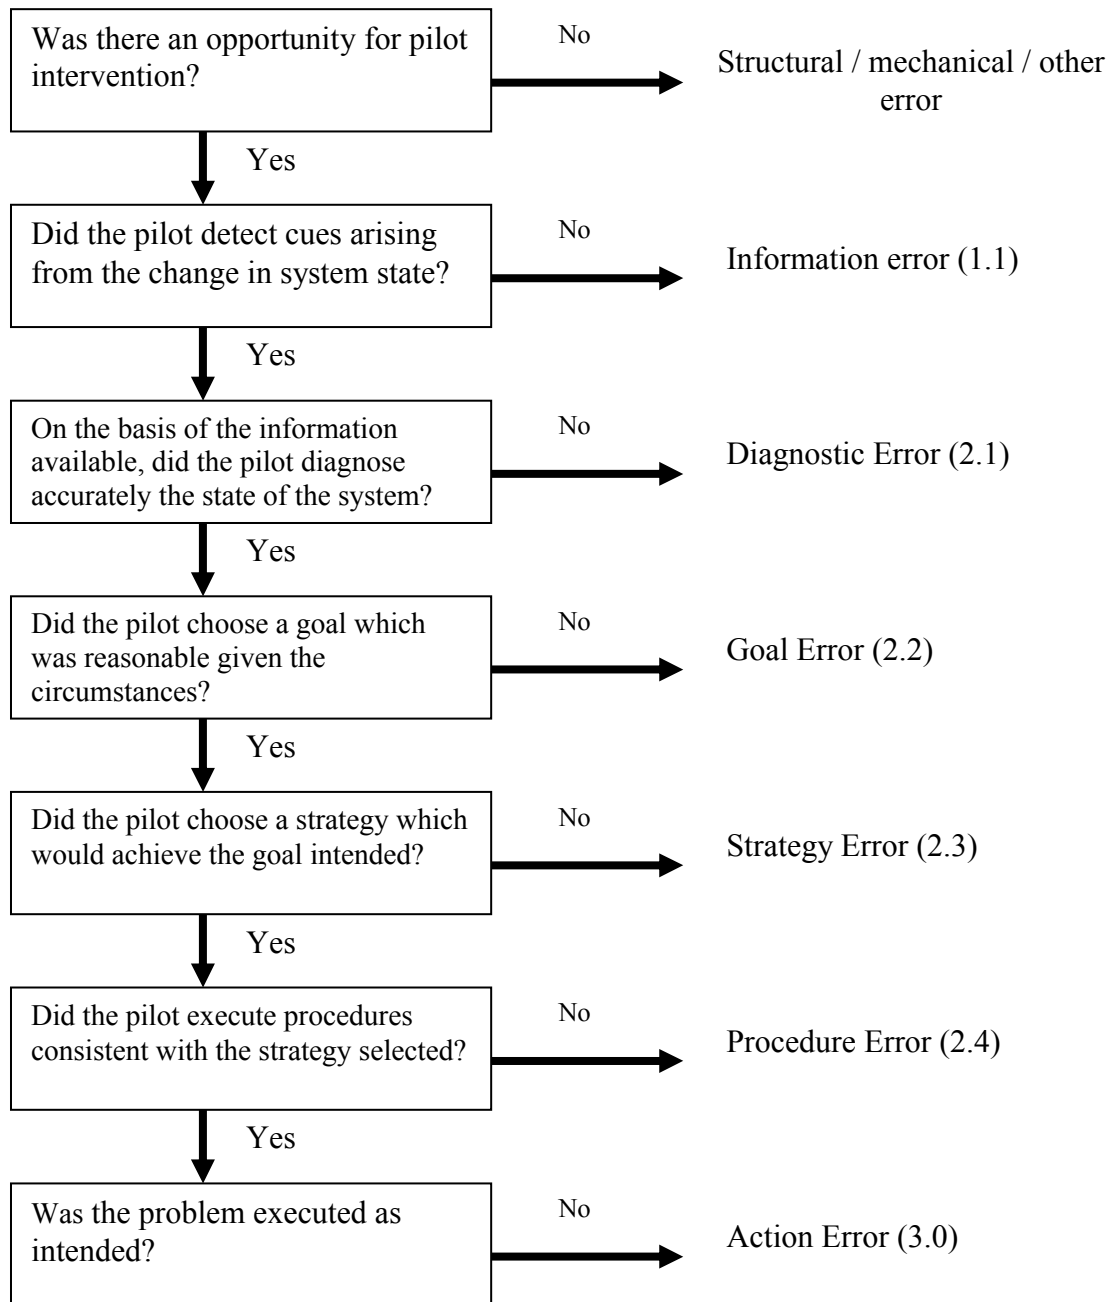 Was there an opportunity for pilot
intervention?
No
Structural / mechanical / other
error
Yes
Did the pilot detect cues arising
from the change in system state?
No
Information error (1.1)
Yes
On the basis of the information
available, did the pilot diagnose
accurately the state of the system?
No
Diagnostic Error (2.1)
Yes
Did the pilot choose a goal which
was reasonable given the
circumstances?
No
Goal Error (2.2)
Yes
Did the pilot choose a strategy which
would achieve the goal intended?
No
Strategy Error (2.3)
Yes
Did the pilot execute procedures
consistent with the strategy selected?
No
Procedure Error (2.4)
Yes
Was the problem executed as
intended?
No
Action Error (3.0)